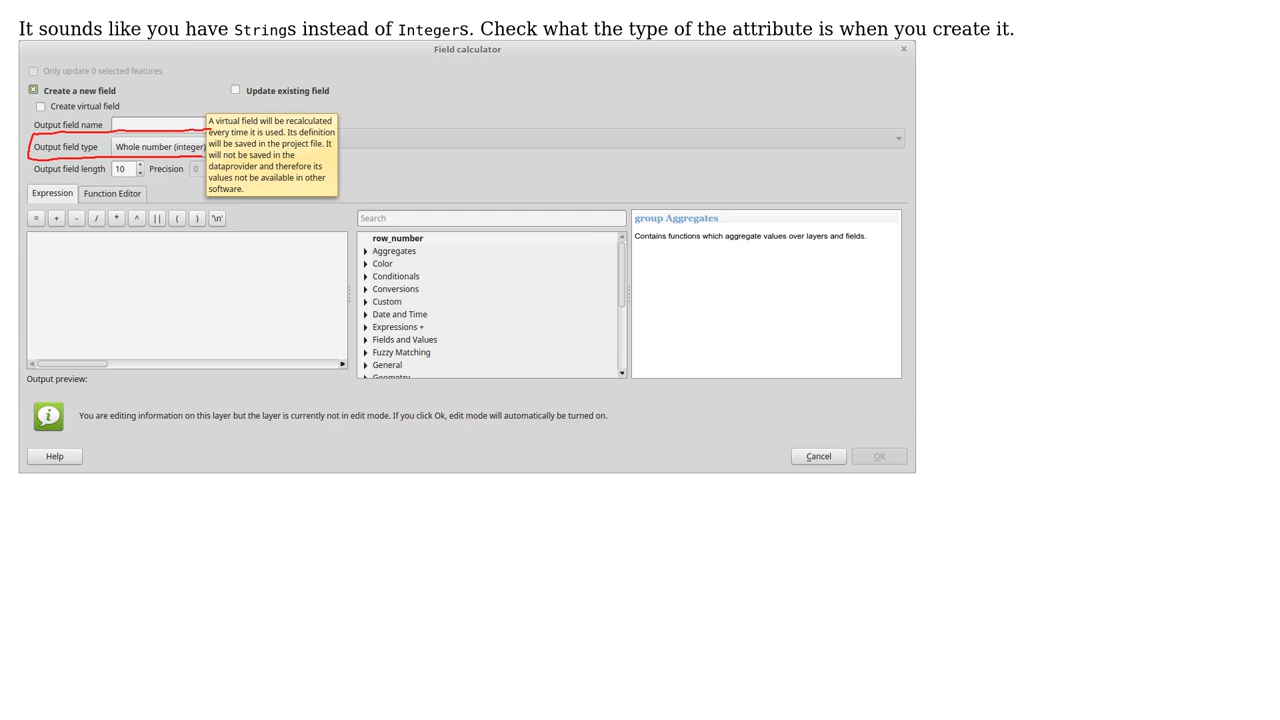 It sounds like you have Strings instead of Integers. Check what the type of the attribute is when you create it.
Field calculator
Only update 0 selected features
Create a new field
Update existing field
Create virtual field
Output field name
Output field type
Whole number (integer)
Output field length
10
Precision
0
A virtual field will be recalculated
every time it is used. Its definition
will be saved in the project file. It
will not be saved in the
dataprovider and therefore its
values not be available in other
software.
Expression
Function Editor
= + - / * ^ || ( ) '\n'
Search
row_number
Aggregates
Color
Conditionals
Conversions
Custom
Date and Time
Expressions +
Fields and Values
Fuzzy Matching
General
Geometry
group Aggregates
Contains functions which aggregate values over layers and fields.
Output preview:
You are editing information on this layer but the layer is currently not in edit mode. If you click Ok, edit mode will automatically be turned on.
Help
Cancel
OK